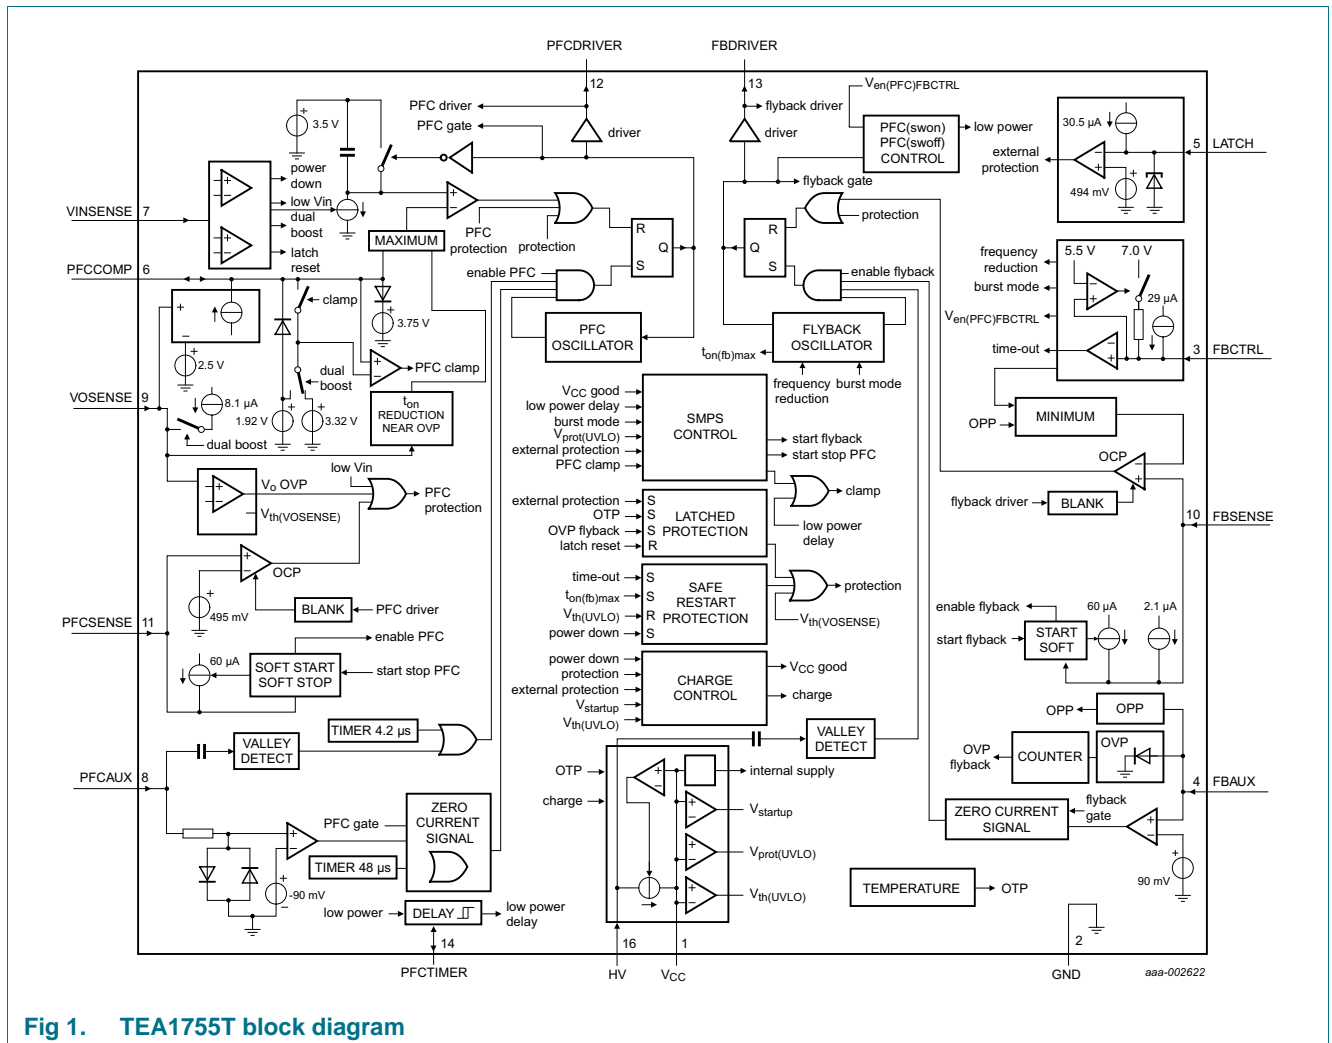 PFCDRIVER
FBDRIVER
12
13
PFC driver
PFC gate
driver
flyback driver
driver
flyback gate
Ven(PFC)FBCTRL
PFC(swon)
PFC(swoff)
CONTROL
low power
30.5 µA
external
protection
494 mV
5 LATCH
3.5 V
power
down
low Vin
dual
boost
latch
reset
VINSENSE 7
MAXIMUM
PFC
protection
protection
R
Q
S
R
Q
S
protection
PFCCOMP 6
enable PFC
enable flyback
frequency
reduction
5.5 V
7.0 V
burst mode
29 µA
Ven(PFC)FBCTRL
time-out
3 FBCTRL
clamp
3.75 V
2.5 V
PFC
OSCILLATOR
FLYBACK
OSCILLATOR
ton(fb)max
frequency
reduction
burst mode
PFC clamp
dual
boost
VOSENSE 9
8.1 µA
1.92 V
3.32 V
dual boost
ton
REDUCTION
NEAR OVP
VCC good
low power delay
burst mode
Vprot(UVLO)
external protection
PFC clamp
SMPS
CONTROL
start flyback
start stop PFC
OPP
MINIMUM
OCP
flyback driver
BLANK
10 FBSENSE
low Vin
Vo OVP
Vth(VOSENSE)
PFC
protection
clamp
low power
delay
external protection
OTP
OVP flyback
latch reset
S
S
S
R
LATCHED
PROTECTION
OCP
495 mV
BLANK
PFC driver
time-out
ton(fb)max
Vth(UVLO)
power down
S
S
R
S
SAFE
RESTART
PROTECTION
protection
Vth(VOSENSE)
PFCSENSE 11
enable PFC
60 µA
SOFT START
SOFT STOP
start stop PFC
enable flyback
60 µA
2.1 µA
start flyback
START
SOFT
power down
protection
external protection
Vstartup
Vth(UVLO)
CHARGE
CONTROL
VCC good
charge
OPP
OPP
TIMER 4.2 µs
VALLEY
DETECT
VALLEY
DETECT
OVP
flyback
COUNTER
OVP
PFCAUX 8
4 FBAUX
OTP
charge
internal supply
Vstartup
Vprot(UVLO)
Vth(UVLO)
ZERO
CURRENT
SIGNAL
PFC gate
TIMER 48 µs
-90 mV
ZERO CURRENT
SIGNAL
flyback
gate
90 mV
TEMPERATURE
OTP
low power
DELAY
low power
delay
14
16
1
2
PFCTIMER
HV
VCC
GND
aaa-002622
Fig 1. TEA1755T block diagram